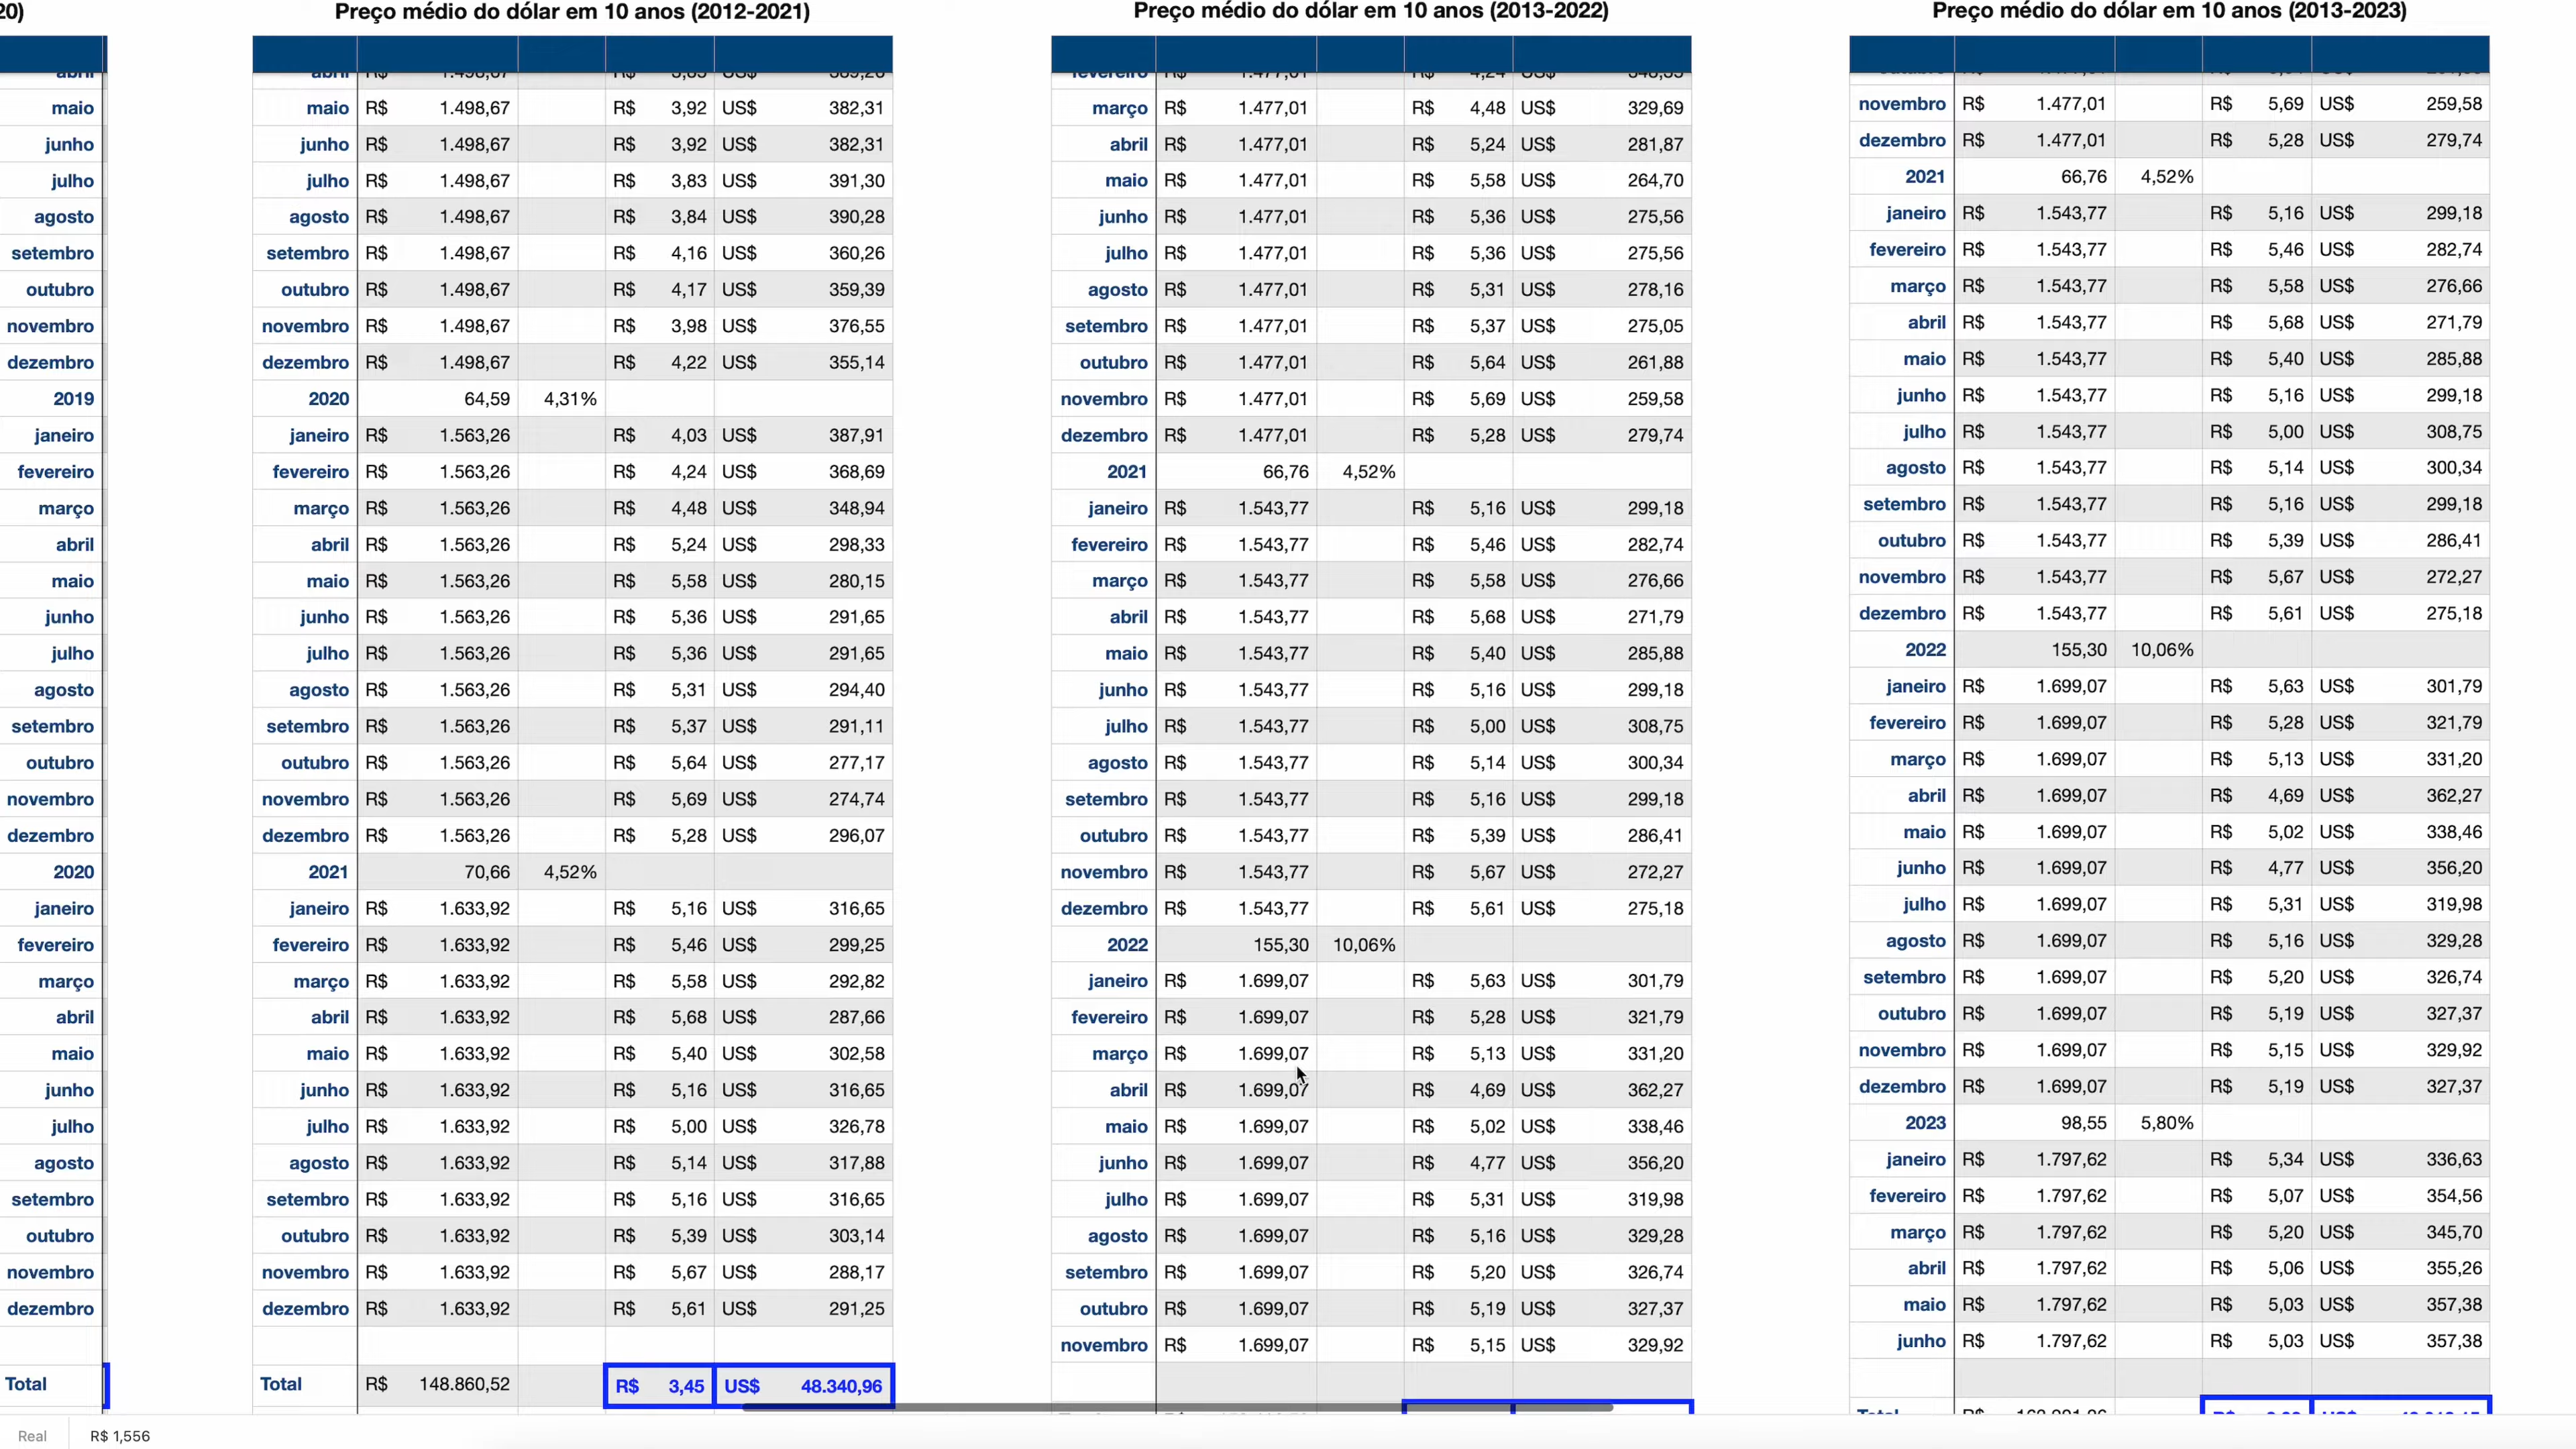 20)
maio
junho
julho
agosto
setembro
outubro
novembro
dezembro
2019
janeiro
fevereiro
março
abril
maio
junho
julho
agosto
setembro
outubro
novembro
dezembro
2020
janeiro
fevereiro
março
abril
maio
junho
julho
agosto
setembro
outubro
novembro
dezembro
Total
Preço médio do dólar em 10 anos (2012-2021)
maio R$ 1.498,67 R$ 3,92 US$ 382,31
junho R$ 1.498,67 R$ 3,92 US$ 382,31
julho R$ 1.498,67 R$ 3,83 US$ 391,30
agosto R$ 1.498,67 R$ 3,84 US$ 390,28
setembro R$ 1.498,67 R$ 4,16 US$ 360,26
outubro R$ 1.498,67 R$ 4,17 US$ 359,39
novembro R$ 1.498,67 R$ 3,98 US$ 376,55
dezembro R$ 1.498,67 R$ 4,22 US$ 355,14
2020 64,59 4,31%
janeiro R$ 1.563,26 R$ 4,03 US$ 387,91
fevereiro R$ 1.563,26 R$ 4,24 US$ 368,69
março R$ 1.563,26 R$ 4,48 US$ 348,94
abril R$ 1.563,26 R$ 5,24 US$ 298,33
maio R$ 1.563,26 R$ 5,58 US$ 280,15
junho R$ 1.563,26 R$ 5,36 US$ 291,65
julho R$ 1.563,26 R$ 5,36 US$ 291,65
agosto R$ 1.563,26 R$ 5,31 US$ 294,40
setembro R$ 1.563,26 R$ 5,37 US$ 291,11
outubro R$ 1.563,26 R$ 5,64 US$ 277,17
novembro R$ 1.563,26 R$ 5,69 US$ 274,74
dezembro R$ 1.563,26 R$ 5,28 US$ 296,07
2021 70,66 4,52%
janeiro R$ 1.633,92 R$ 5,16 US$ 316,65
fevereiro R$ 1.633,92 R$ 5,46 US$ 299,25
março R$ 1.633,92 R$ 5,58 US$ 292,82
abril R$ 1.633,92 R$ 5,68 US$ 287,66
maio R$ 1.633,92 R$ 5,40 US$ 302,58
junho R$ 1.633,92 R$ 5,16 US$ 316,65
julho R$ 1.633,92 R$ 5,00 US$ 326,78
agosto R$ 1.633,92 R$ 5,14 US$ 317,88
setembro R$ 1.633,92 R$ 5,16 US$ 316,65
outubro R$ 1.633,92 R$ 5,39 US$ 303,14
novembro R$ 1.633,92 R$ 5,67 US$ 288,17
dezembro R$ 1.633,92 R$ 5,61 US$ 291,25
Total R$ 148.860,52 R$ 3,45 US$ 48.340,96
Preço médio do dólar em 10 anos (2013-2022)
março R$ 1.477,01 R$ 4,48 US$ 329,69
abril R$ 1.477,01 R$ 5,24 US$ 281,87
maio R$ 1.477,01 R$ 5,58 US$ 264,70
junho R$ 1.477,01 R$ 5,36 US$ 275,56
julho R$ 1.477,01 R$ 5,36 US$ 275,56
agosto R$ 1.477,01 R$ 5,31 US$ 278,16
setembro R$ 1.477,01 R$ 5,37 US$ 275,05
outubro R$ 1.477,01 R$ 5,64 US$ 261,88
novembro R$ 1.477,01 R$ 5,69 US$ 259,58
dezembro R$ 1.477,01 R$ 5,28 US$ 279,74
2021 66,76 4,52%
janeiro R$ 1.543,77 R$ 5,16 US$ 299,18
fevereiro R$ 1.543,77 R$ 5,46 US$ 282,74
março R$ 1.543,77 R$ 5,58 US$ 276,66
abril R$ 1.543,77 R$ 5,68 US$ 271,79
maio R$ 1.543,77 R$ 5,40 US$ 285,88
junho R$ 1.543,77 R$ 5,16 US$ 299,18
julho R$ 1.543,77 R$ 5,00 US$ 308,75
agosto R$ 1.543,77 R$ 5,14 US$ 300,34
setembro R$ 1.543,77 R$ 5,16 US$ 299,18
outubro R$ 1.543,77 R$ 5,39 US$ 286,41
novembro R$ 1.543,77 R$ 5,67 US$ 272,27
dezembro R$ 1.543,77 R$ 5,61 US$ 275,18
2022 155,30 10,06%
janeiro R$ 1.699,07 R$ 5,63 US$ 301,79
fevereiro R$ 1.699,07 R$ 5,28 US$ 321,79
março R$ 1.699,07 R$ 5,13 US$ 331,20
abril R$ 1.699,07 R$ 4,69 US$ 362,27
maio R$ 1.699,07 R$ 5,02 US$ 338,46
junho R$ 1.699,07 R$ 4,77 US$ 356,20
julho R$ 1.699,07 R$ 5,31 US$ 319,98
agosto R$ 1.699,07 R$ 5,16 US$ 329,28
setembro R$ 1.699,07 R$ 5,20 US$ 326,74
outubro R$ 1.699,07 R$ 5,19 US$ 327,37
novembro R$ 1.699,07 R$ 5,15 US$ 329,92
Preço médio do dólar em 10 anos (2013-2023)
novembro R$ 1.477,01 R$ 5,69 US$ 259,58
dezembro R$ 1.477,01 R$ 5,28 US$ 279,74
2021 66,76 4,52%
janeiro R$ 1.543,77 R$ 5,16 US$ 299,18
fevereiro R$ 1.543,77 R$ 5,46 US$ 282,74
março R$ 1.543,77 R$ 5,58 US$ 276,66
abril R$ 1.543,77 R$ 5,68 US$ 271,79
maio R$ 1.543,77 R$ 5,40 US$ 285,88
junho R$ 1.543,77 R$ 5,16 US$ 299,18
julho R$ 1.543,77 R$ 5,00 US$ 308,75
agosto R$ 1.543,77 R$ 5,14 US$ 300,34
setembro R$ 1.543,77 R$ 5,16 US$ 299,18
outubro R$ 1.543,77 R$ 5,39 US$ 286,41
novembro R$ 1.543,77 R$ 5,67 US$ 272,27
dezembro R$ 1.543,77 R$ 5,61 US$ 275,18
2022 155,30 10,06%
janeiro R$ 1.699,07 R$ 5,63 US$ 301,79
fevereiro R$ 1.699,07 R$ 5,28 US$ 321,79
março R$ 1.699,07 R$ 5,13 US$ 331,20
abril R$ 1.699,07 R$ 4,69 US$ 362,27
maio R$ 1.699,07 R$ 5,02 US$ 338,46
junho R$ 1.699,07 R$ 4,77 US$ 356,20
julho R$ 1.699,07 R$ 5,31 US$ 319,98
agosto R$ 1.699,07 R$ 5,16 US$ 329,28
setembro R$ 1.699,07 R$ 5,20 US$ 326,74
outubro R$ 1.699,07 R$ 5,19 US$ 327,37
novembro R$ 1.699,07 R$ 5,15 US$ 329,92
dezembro R$ 1.699,07 R$ 5,19 US$ 327,37
2023 98,55 5,80%
janeiro R$ 1.797,62 R$ 5,34 US$ 336,63
fevereiro R$ 1.797,62 R$ 5,07 US$ 354,56
março R$ 1.797,62 R$ 5,20 US$ 345,70
abril R$ 1.797,62 R$ 5,06 US$ 355,26
maio R$ 1.797,62 R$ 5,03 US$ 357,38
junho R$ 1.797,62 R$ 5,03 US$ 357,38
Real R$ 1,556